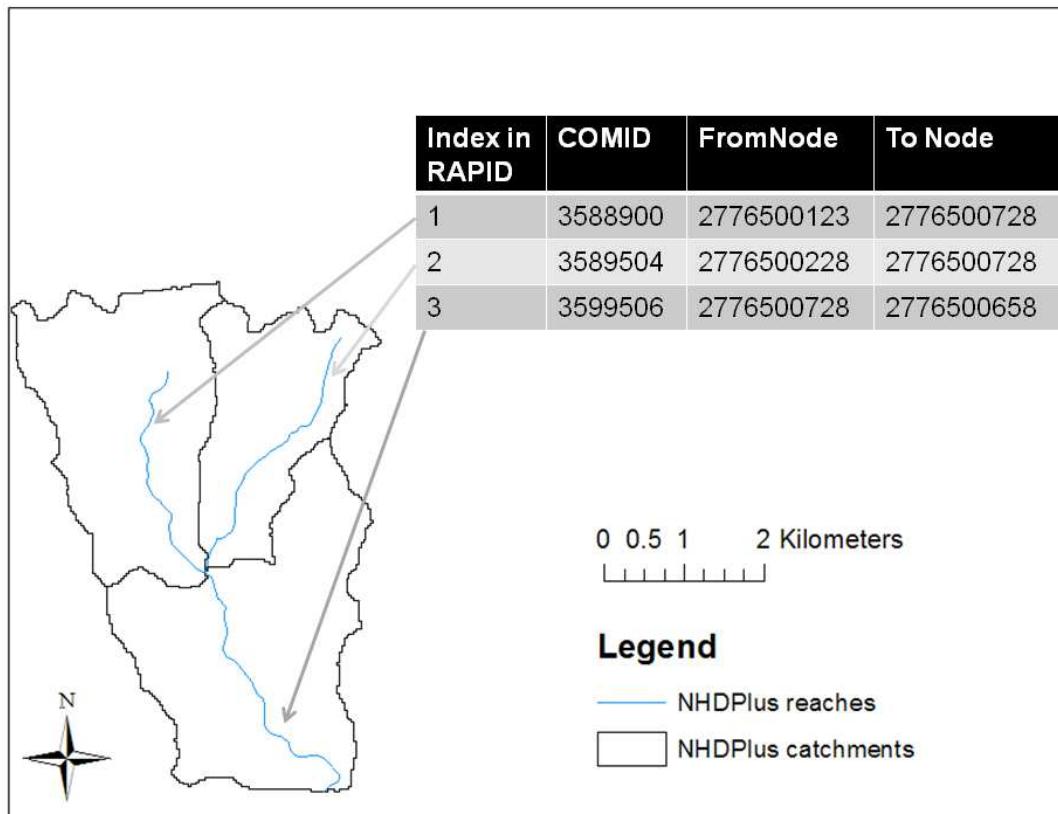 Index in RAPID COMID FromNode To Node
1 3588900 2776500123 2776500728
2 3589504 2776500228 2776500728
3 3599506 2776500728 2776500658
0 0.5 1 2 Kilometers
Legend
NHDPlus reaches
NHDPlus catchments
N